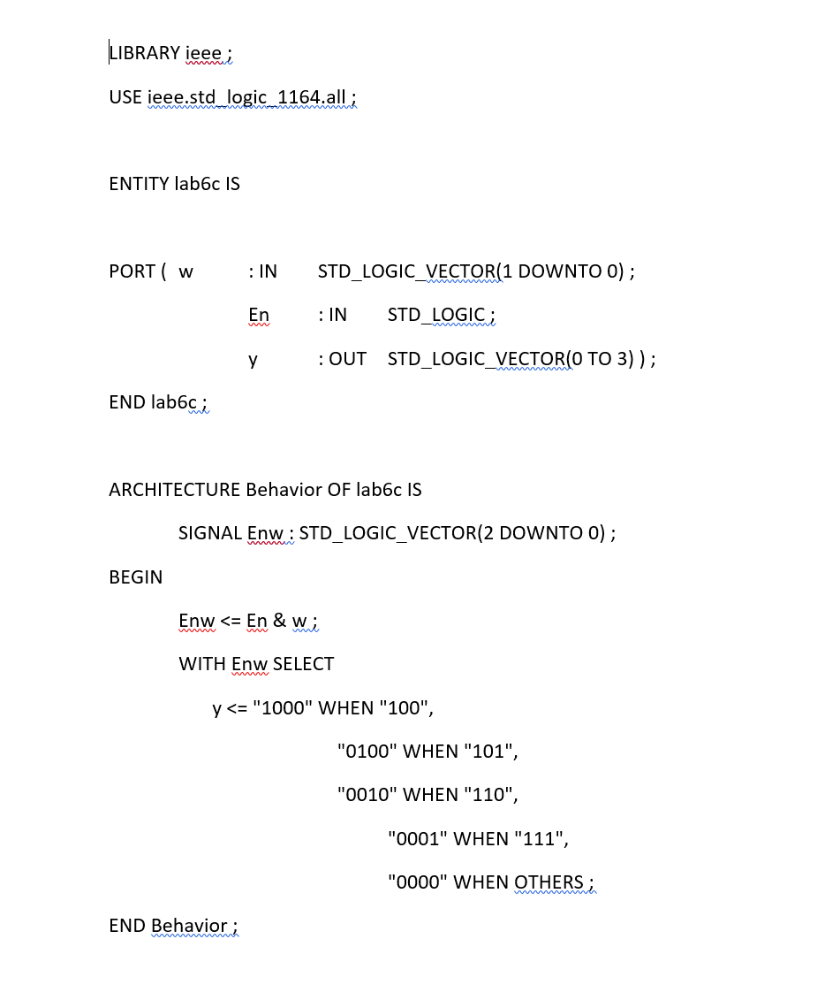 LIBRARY ieee ;
USE ieee.std_logic_1164.all ;
ENTITY lab6c IS
PORT ( w : IN STD_LOGIC_VECTOR(1 DOWNTO 0) ;
En : IN STD_LOGIC ;
y : OUT STD_LOGIC_VECTOR(0 TO 3) ) ;
END lab6c ;
ARCHITECTURE Behavior OF lab6c IS
SIGNAL Enw : STD_LOGIC_VECTOR(2 DOWNTO 0) ;
BEGIN
Enw <= En & w ;
WITH Enw SELECT
y <= "1000" WHEN "100",
"0100" WHEN "101",
"0010" WHEN "110",
"0001" WHEN "111",
"0000" WHEN OTHERS ;
END Behavior ;